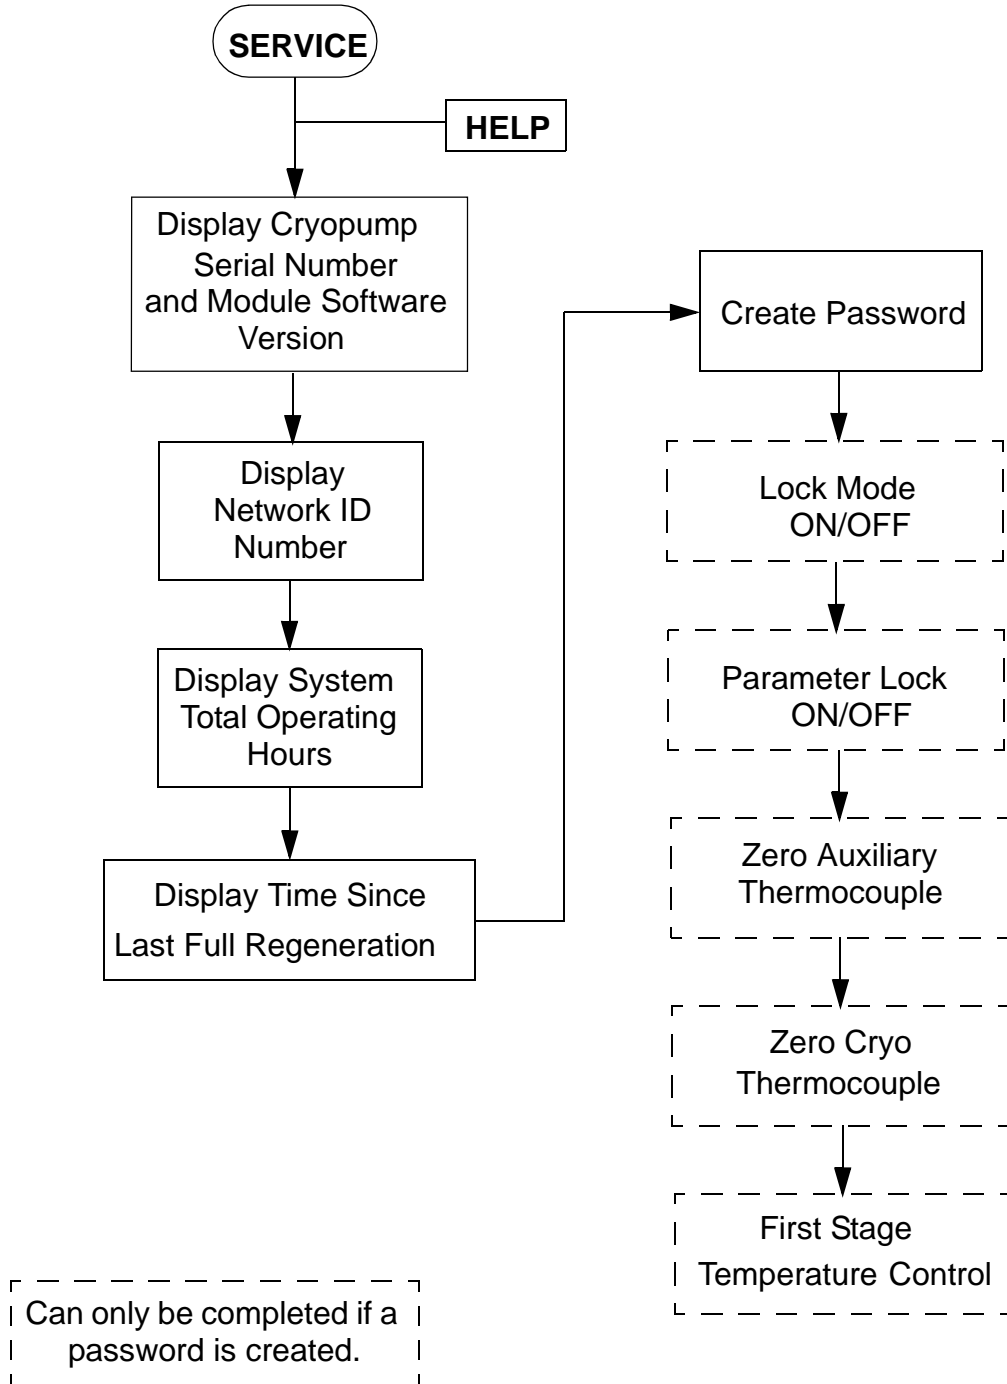 SERVICE
HELP
Display Cryopump
Serial Number
and Module Software
Version
Display
Network ID
Number
Display System
Total Operating
Hours
Display Time Since
Last Full Regeneration
Create Password
Lock Mode
ON/OFF
Parameter Lock
ON/OFF
Zero Auxiliary
Thermocouple
Zero Cryo
Thermocouple
First Stage
Temperature Control
Can only be completed if a
password is created.